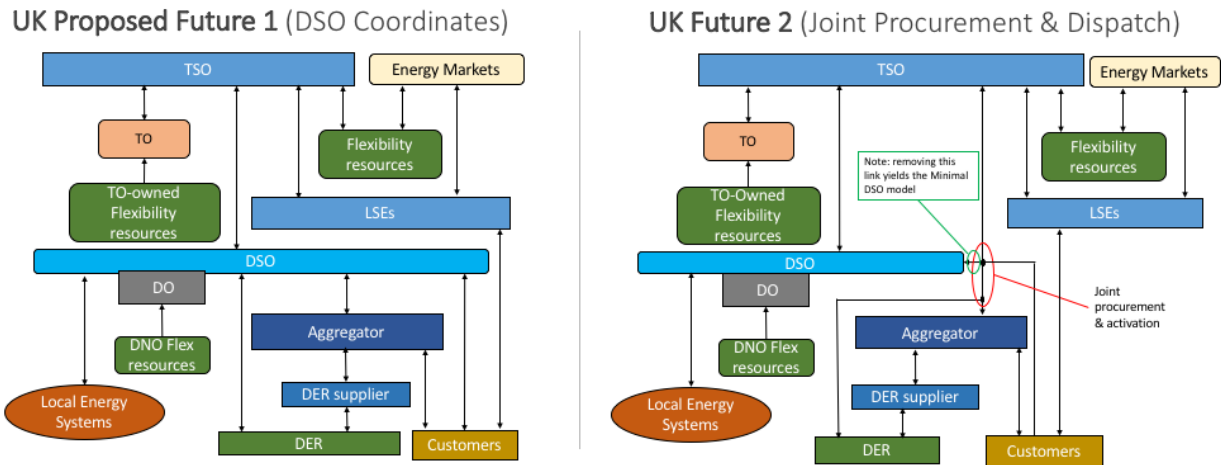 UK Proposed Future 1 (DSO Coordinates)
TSO
Energy Markets
TO
Flexibility
resources
TO-owned
Flexibility
resources
LSEs
DSO
DO
Aggregator
DNO Flex
resources
DER supplier
Local Energy
Systems
DER
Customers
UK Future 2 (Joint Procurement & Dispatch)
TSO
Energy Markets
TO
Flexibility
resources
Note: removing this
link yields the Minimal
DSO model
TO-Owned
Flexibility
resources
LSEs
DSO
DO
Joint
procurement
& activation
Aggregator
DNO Flex
resources
DER supplier
Local Energy
Systems
DER
Customers